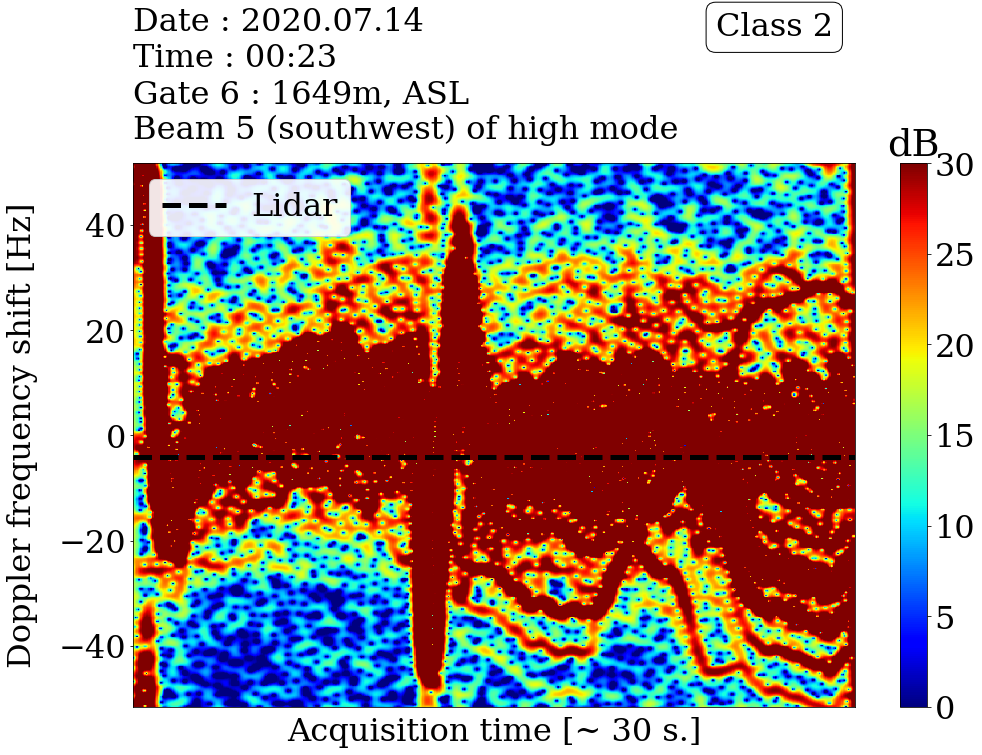 Date : 2020.07.14
Time : 00:23
Gate 6 : 1649m, ASL
Beam 5 (southwest) of high mode
Class 2
dB
Lidar
Doppler frequency shift [Hz]
40
20
0
−20
−40
30
25
20
15
10
5
0
Acquisition time [~ 30 s.]